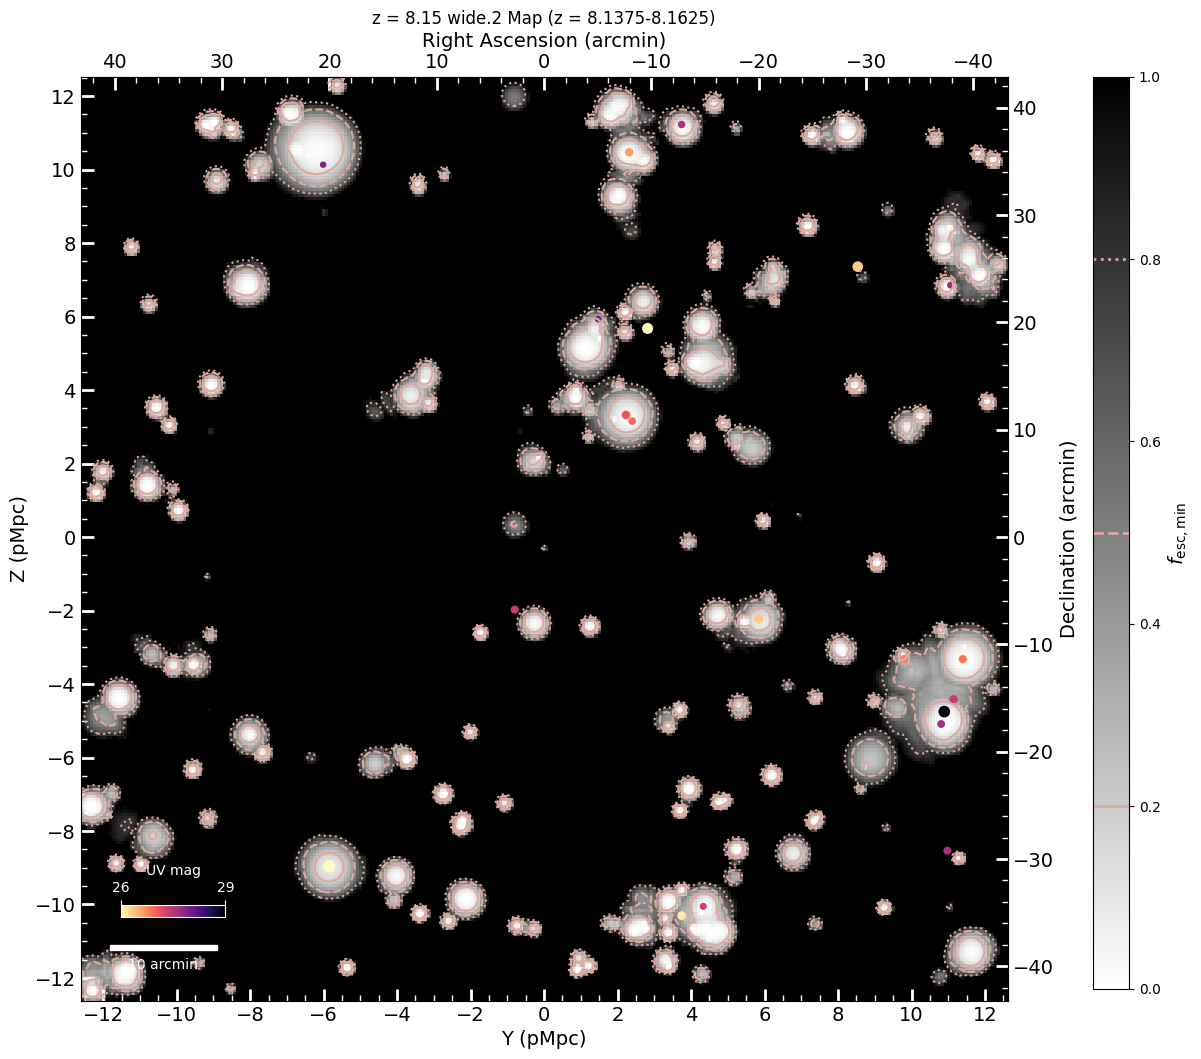 z = 8.15 wide.2 Map (z = 8.1375-8.1625)
Right Ascension (arcmin)
40 30 20 10 0 −10 −20 −30 −40
12 10 8 6 4 2 0 −2 −4 −6 −8 −10 −12
Z (pMpc)
40 30 20 10 0 −10 −20 −30 −40
Declination (arcmin)
1.0 0.8 0.6 0.4 0.2 0.0
fesc, min
UV mag
26 29
10 arcmin
−12 −10 −8 −6 −4 −2 0 2 4 6 8 10 12
Y (pMpc)